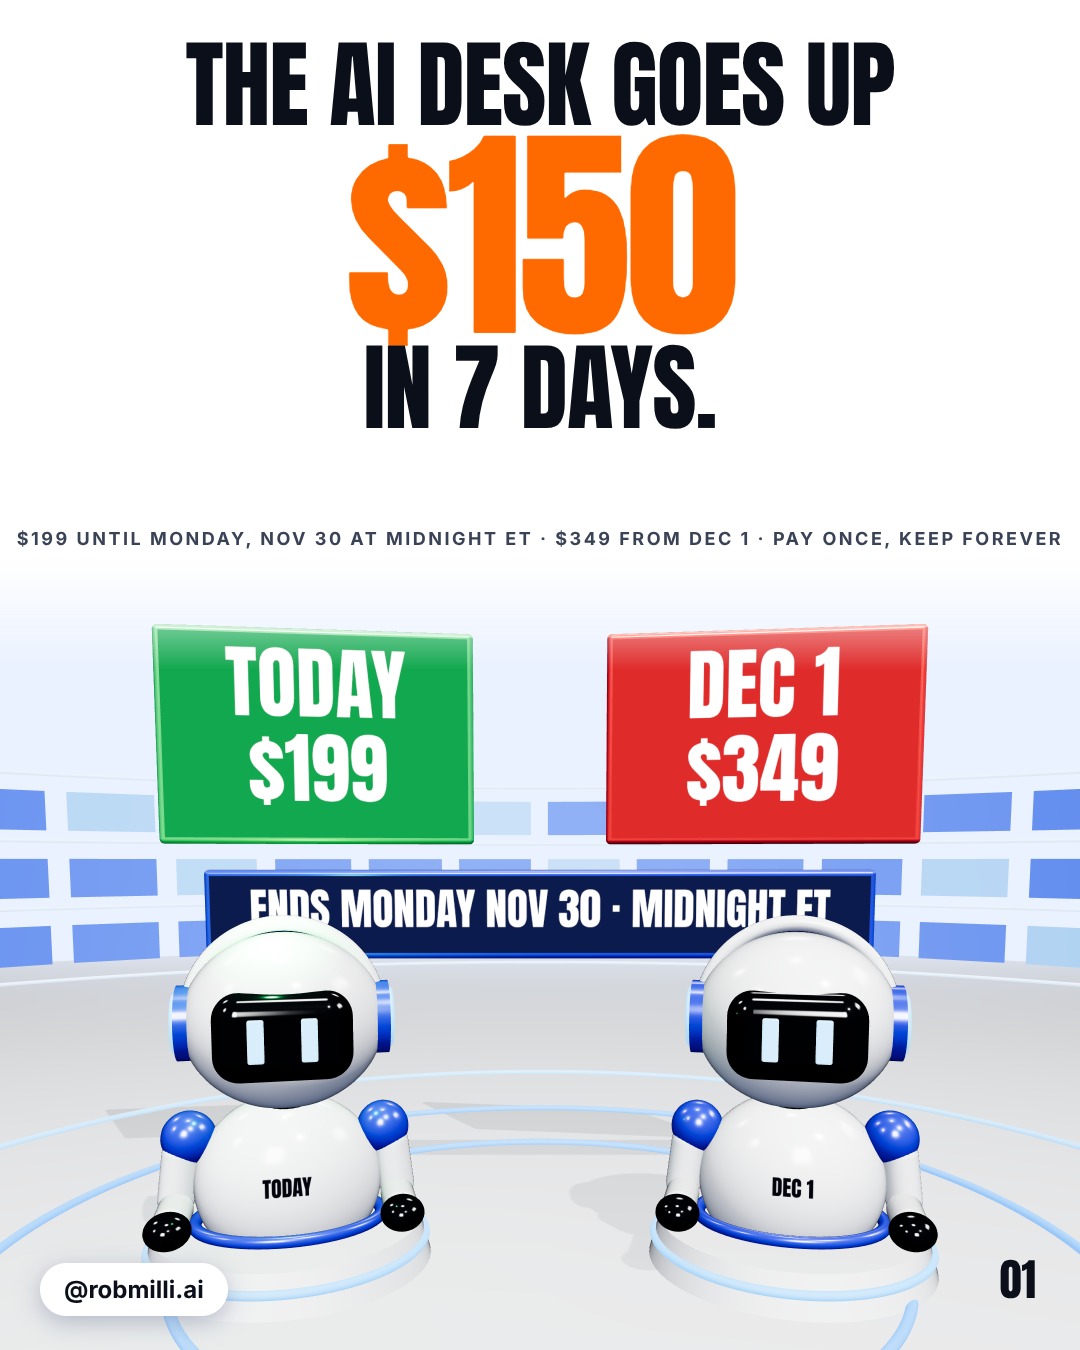 THE AI DESK GOES UP
$150
IN 7 DAYS.
$199 UNTIL MONDAY, NOV 30 AT MIDNIGHT ET · $349 FROM DEC 1 · PAY ONCE, KEEP FOREVER
TODAY
$199
DEC 1
$349
ENDS MONDAY NOV 30 · MIDNIGHT ET
TODAY
DEC 1
@robmilli.ai
01